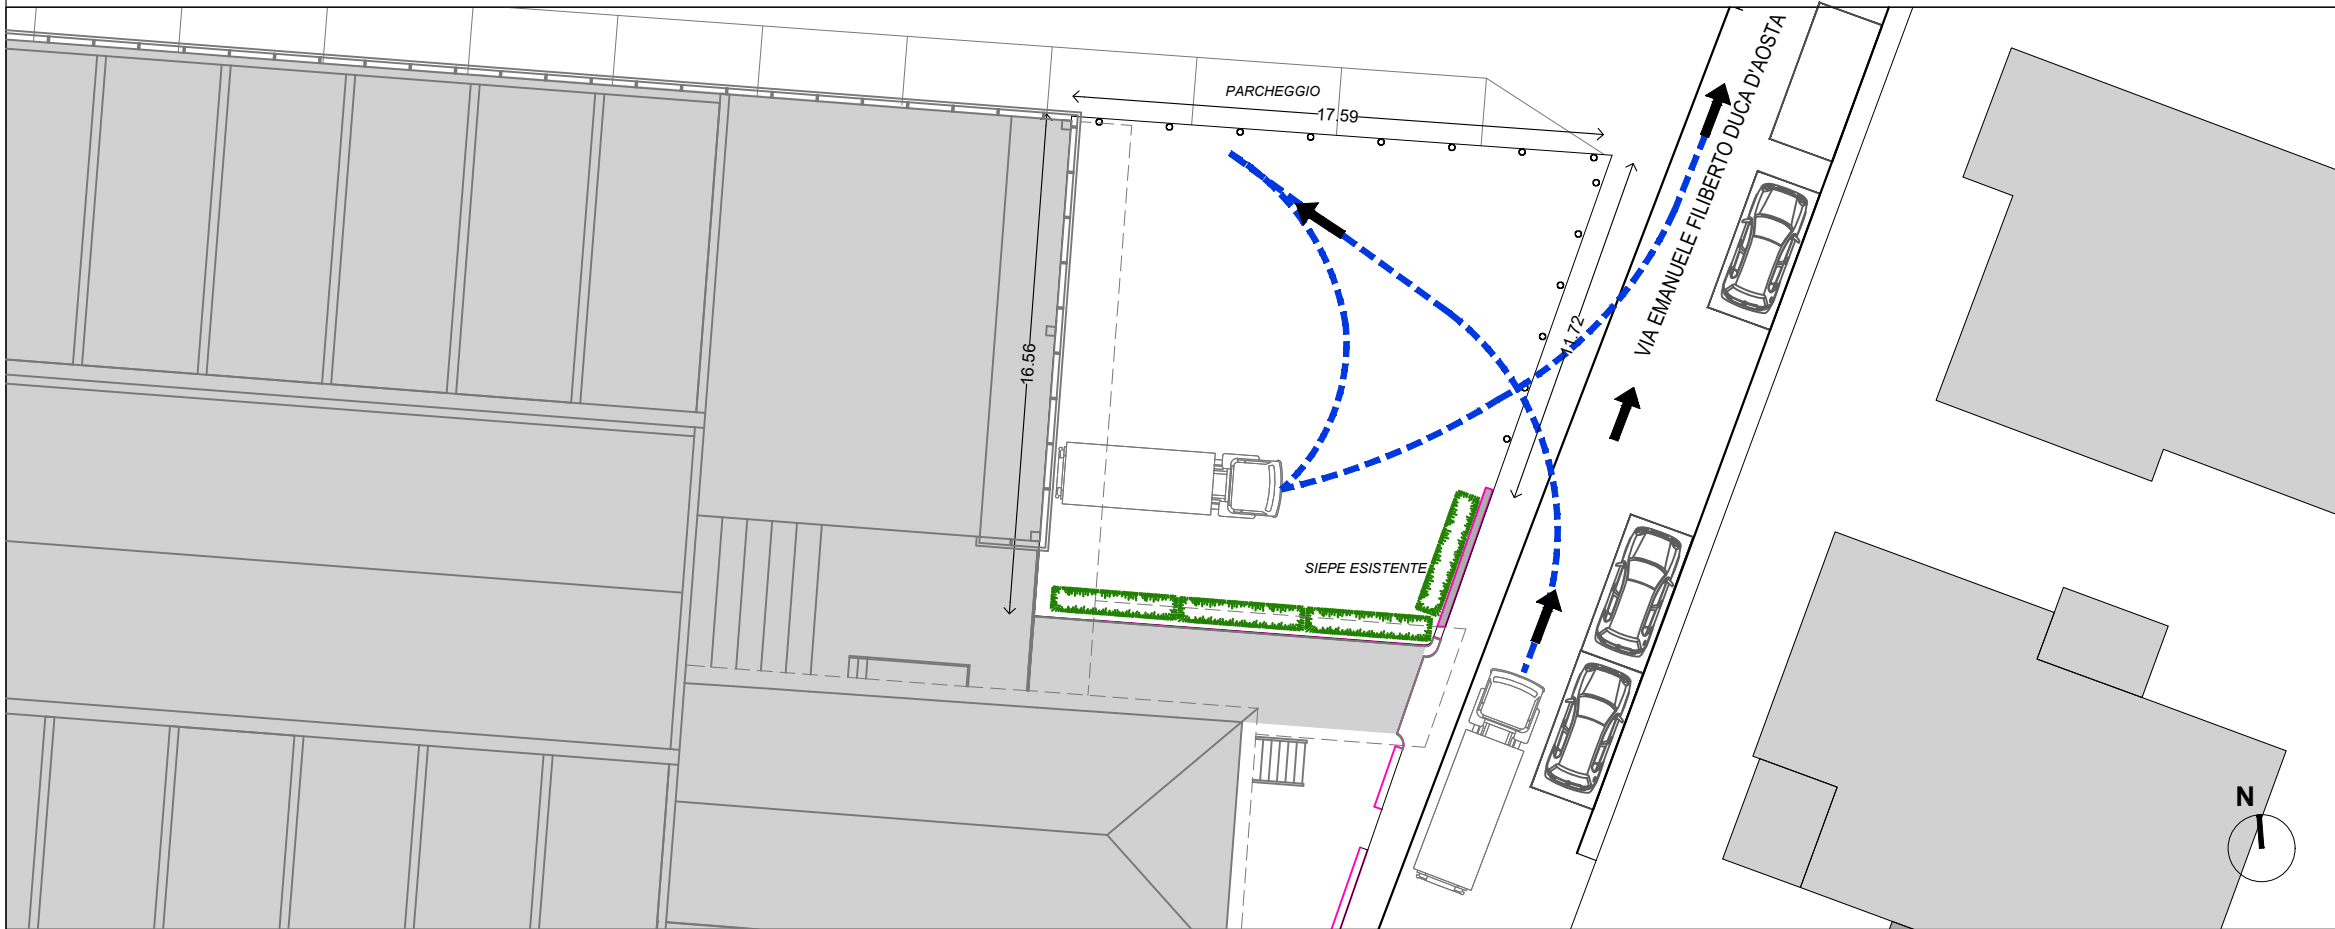 PARCHEGGIO
17.59
VIA EMANUELE FILIBERTO DUCA D'AOSTA
11.72
16.56
SIEPE ESISTENTE
N